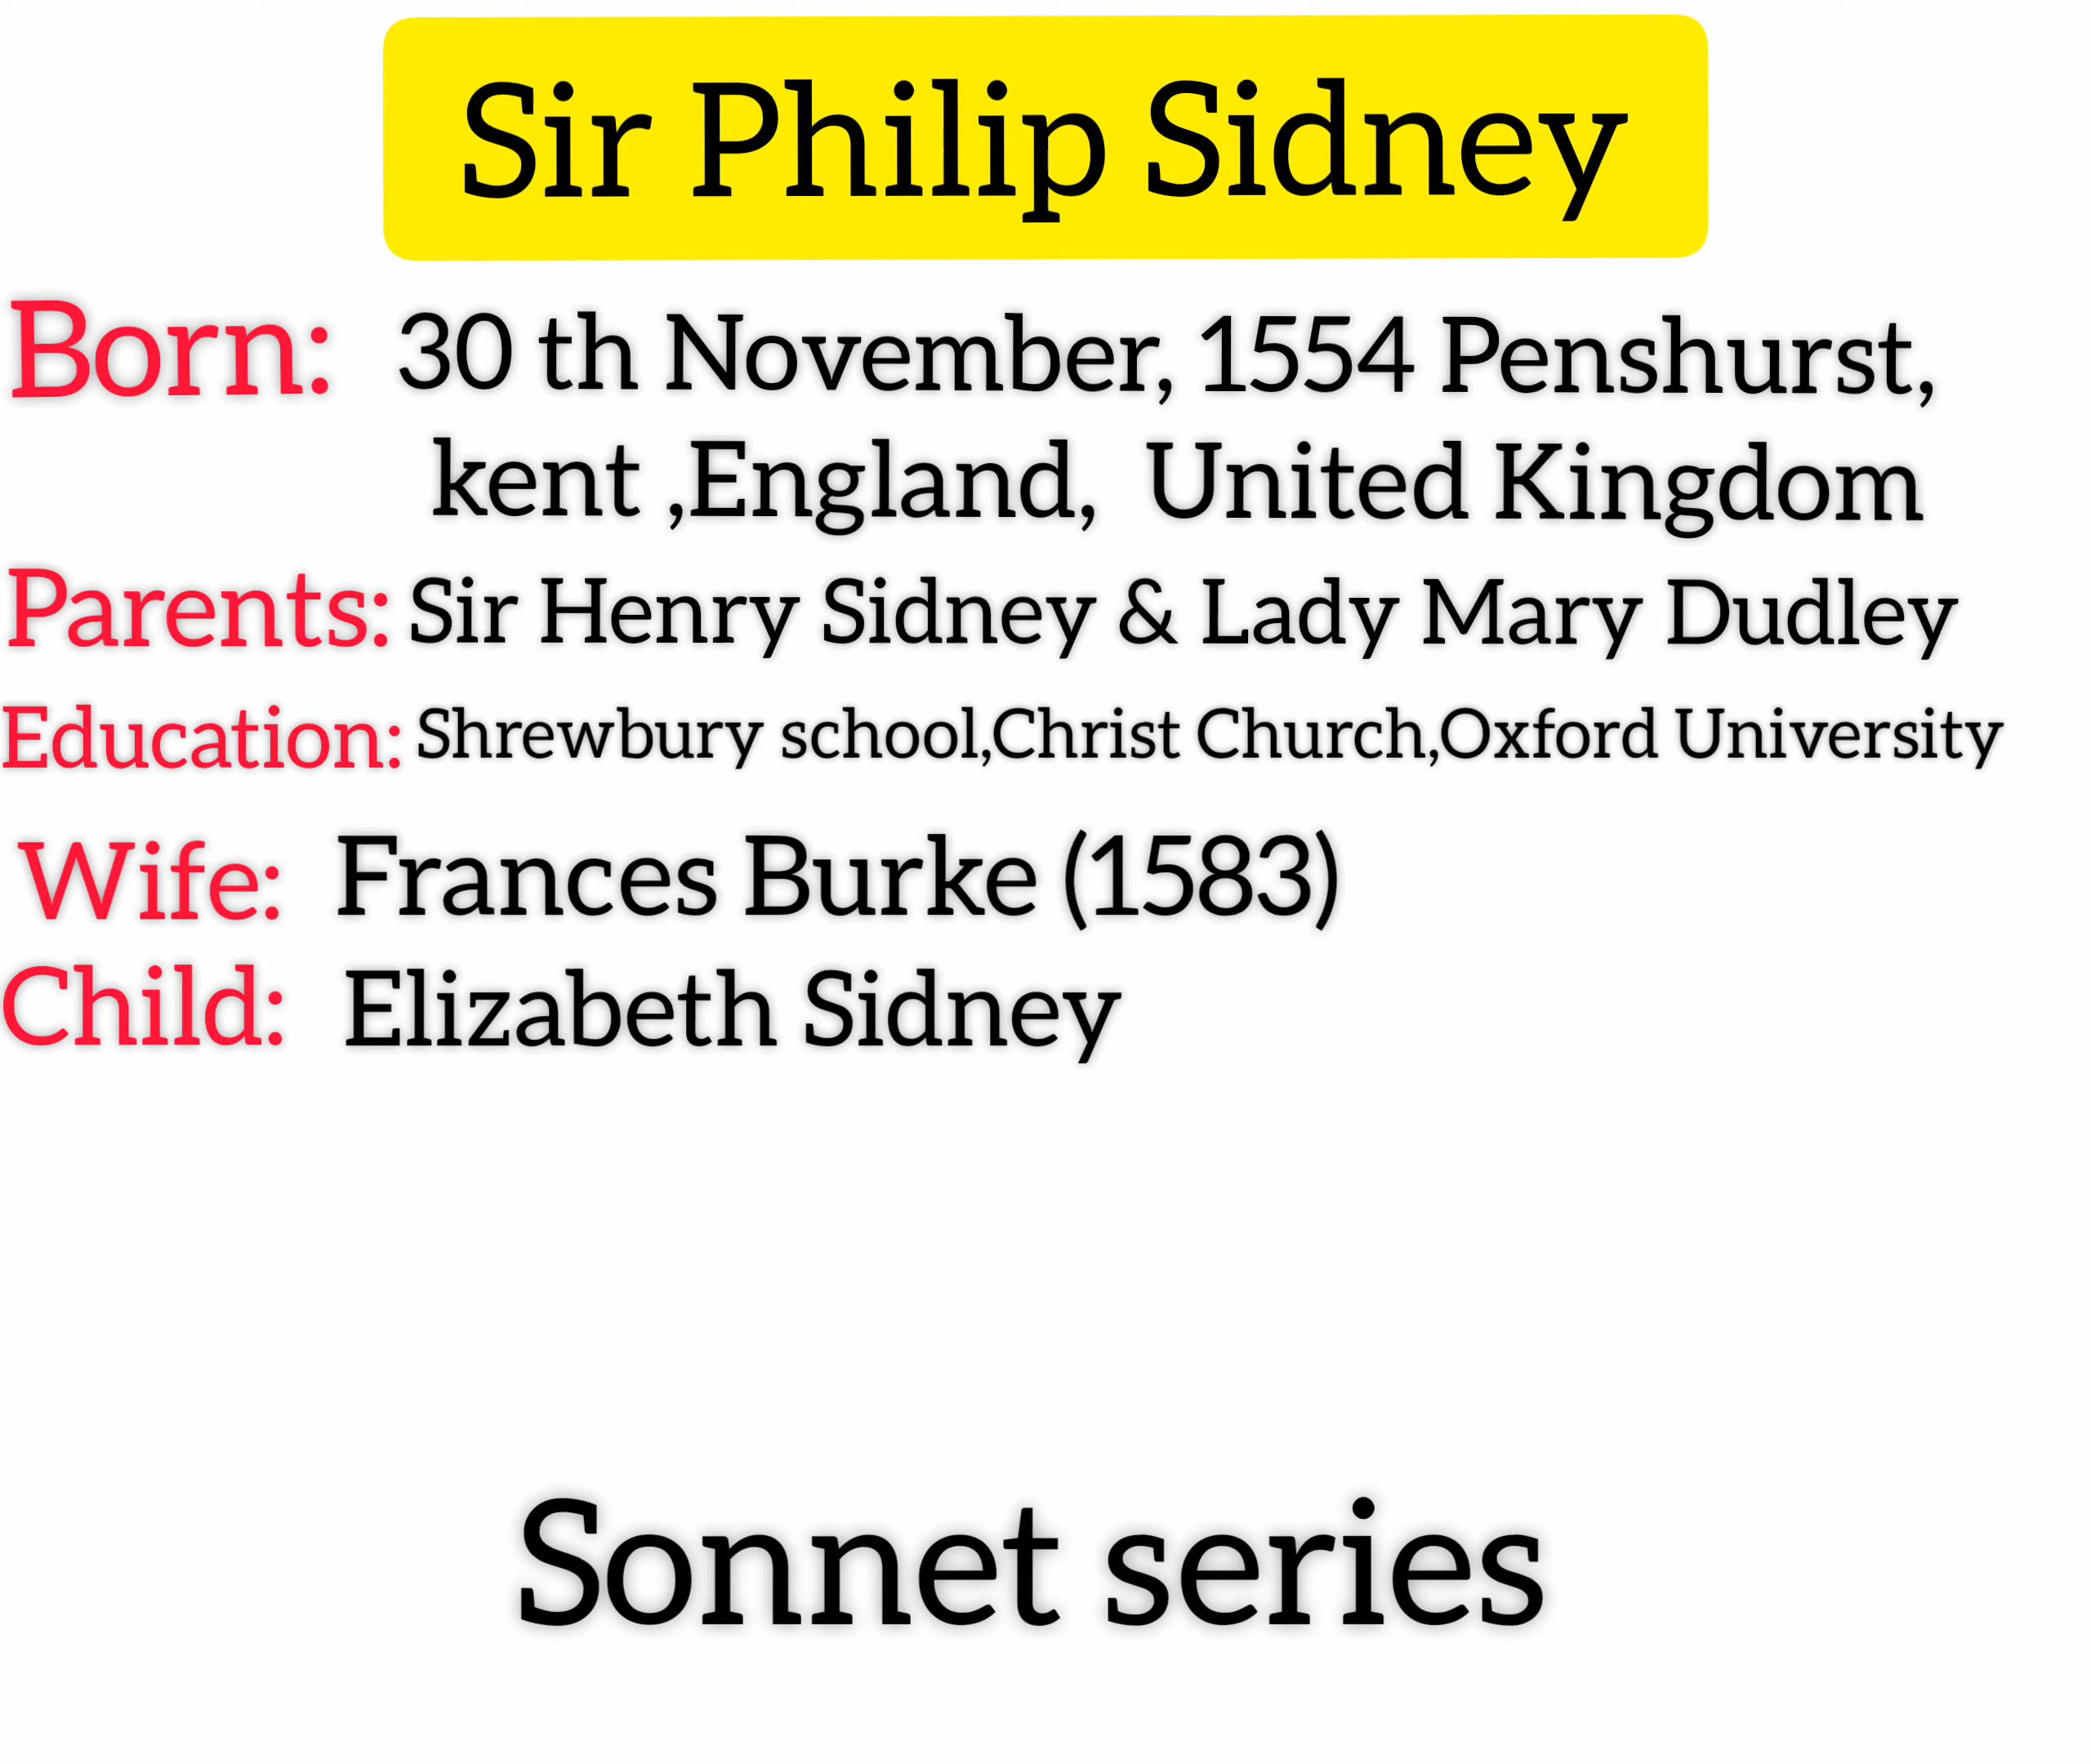 Sir Philip Sidney
Born: 30 th November, 1554 Penshurst,
kent ,England, United Kingdom
Parents: Sir Henry Sidney & Lady Mary Dudley
Education: Shrewbury school,Christ Church,Oxford University
Wife: Frances Burke (1583)
Child: Elizabeth Sidney
Sonnet series